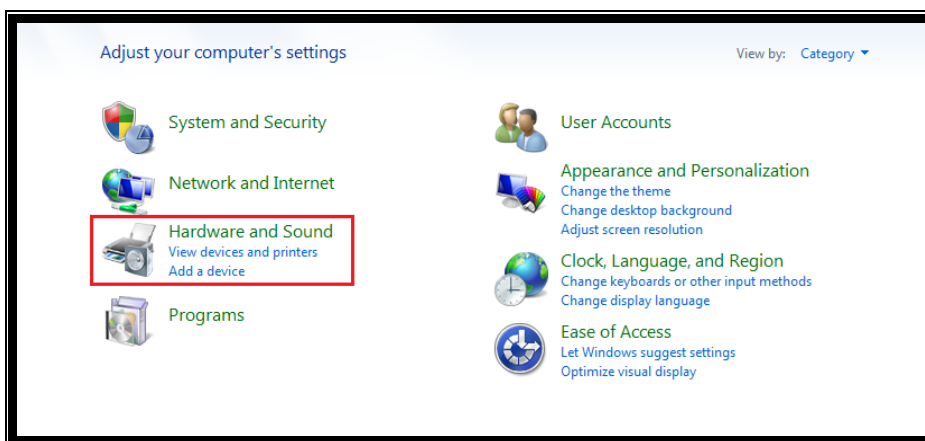 Adjust your computer's settings
View by: Category
System and Security
Network and Internet
Hardware and Sound
View devices and printers
Add a device
Programs
User Accounts
Appearance and Personalization
Change the theme
Change desktop background
Adjust screen resolution
Clock, Language, and Region
Change keyboards or other input methods
Change display language
Ease of Access
Let Windows suggest settings
Optimize visual display